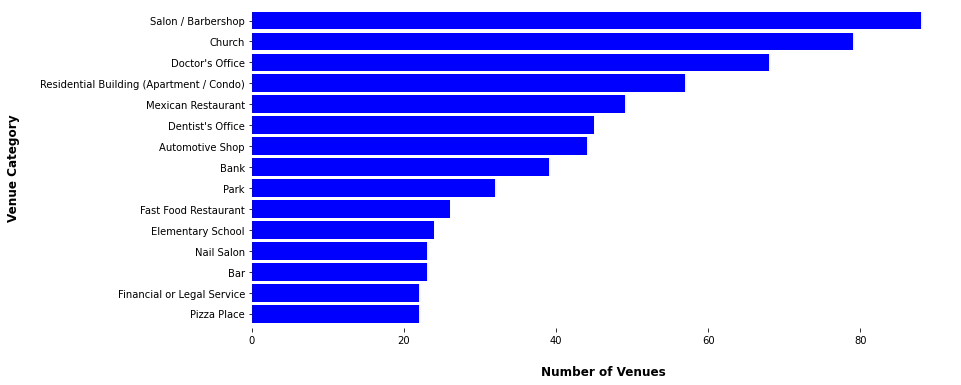 Salon / Barbershop
Church
Doctor's Office
Residential Building (Apartment / Condo)
Mexican Restaurant
Dentist's Office
Automotive Shop
Bank
Park
Fast Food Restaurant
Elementary School
Nail Salon
Bar
Financial or Legal Service
Pizza Place
Venue Category
0 20 40 60 80
Number of Venues